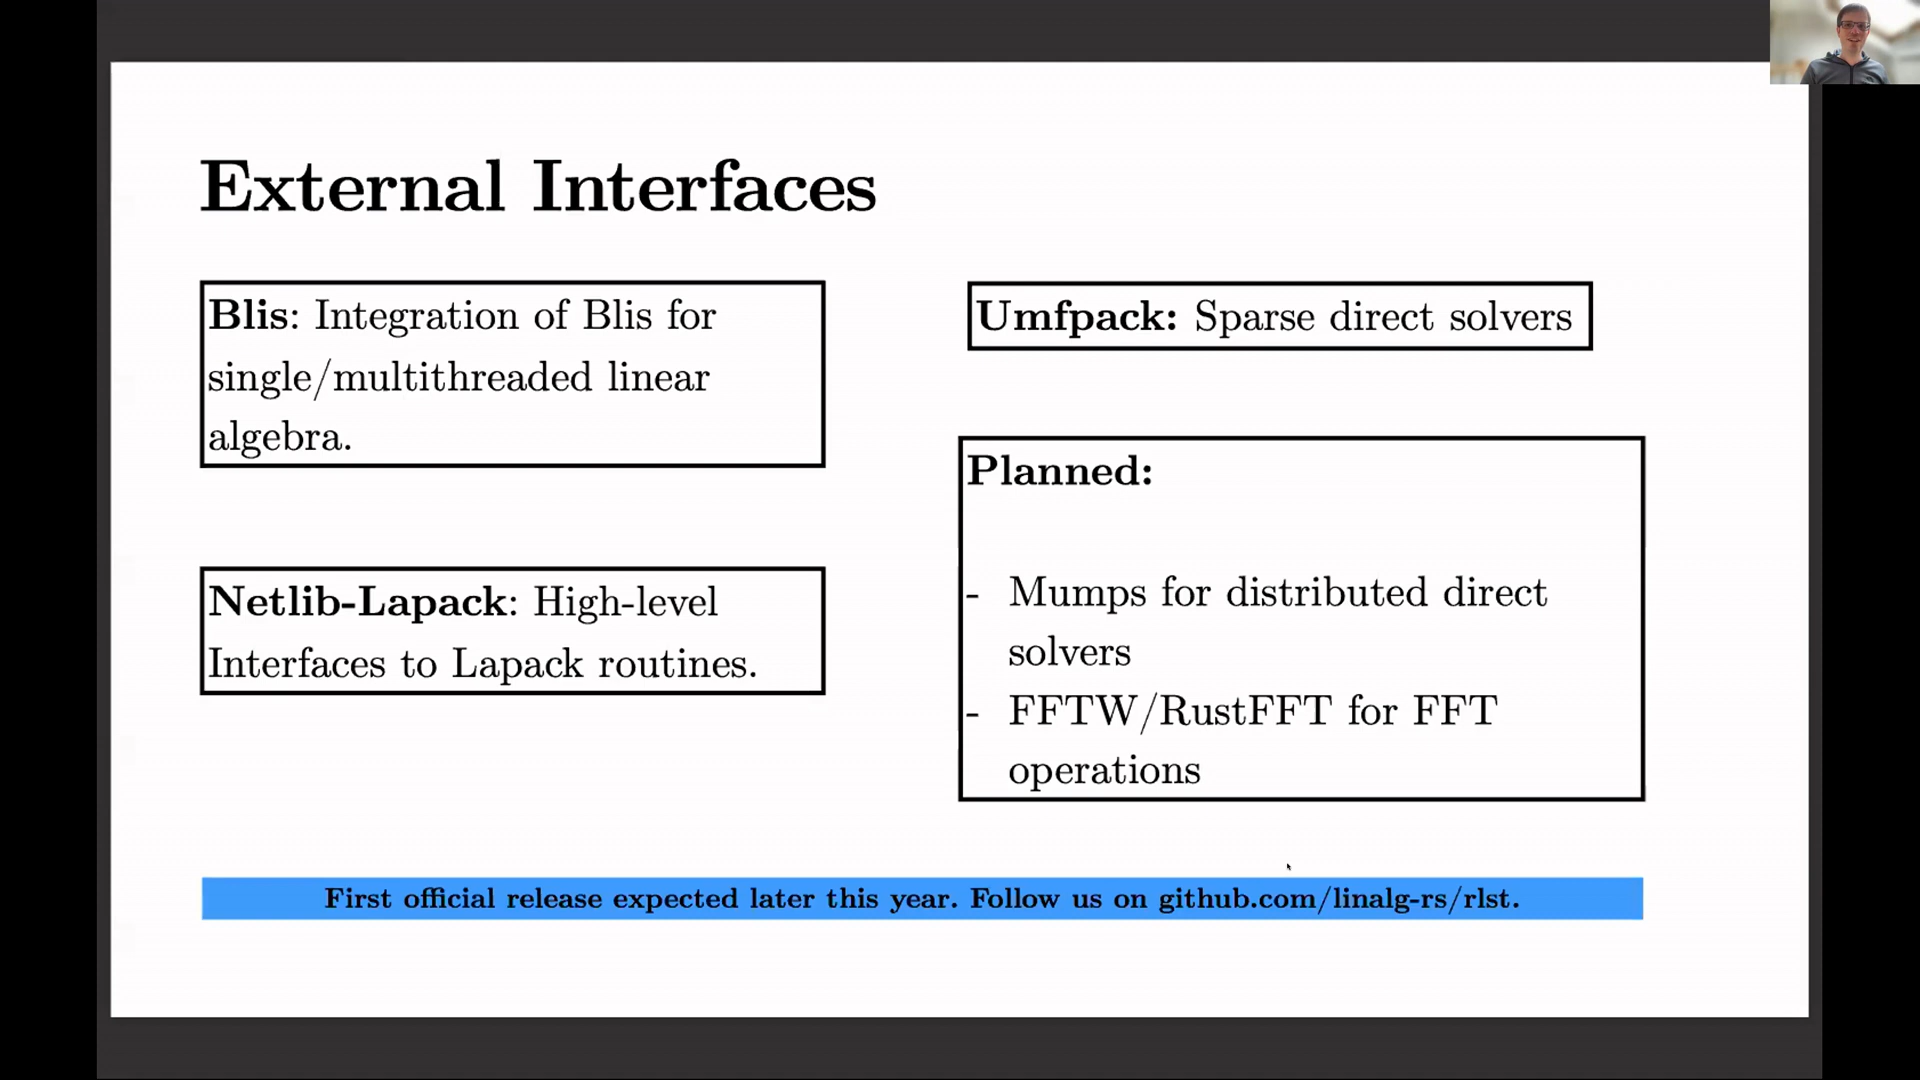 External Interfaces
Blis: Integration of Blis for
single/multithreaded linear
algebra.
Netlib-Lapack: High-level
Interfaces to Lapack routines.
Umfpack: Sparse direct solvers
Planned:
- Mumps for distributed direct
solvers
- FFTW/RustFFT for FFT
operations
First official release expected later this year. Follow us on github.com/linalg-rs/rlst.